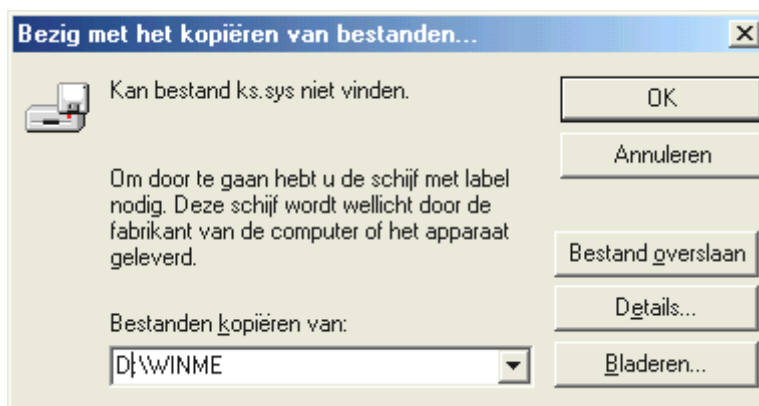 Bezig met het kopiëren van bestanden...
Kan bestand ks.sys niet vinden.
OK
Annuleren
Om door te gaan hebt u de schijf met label
nodig. Deze schijf wordt wellicht door de
fabrikant van de computer of het apparaat
geleverd.
Bestand overslaan
Details...
Bestanden kopiëren van:
D:\WINME
Bladeren...